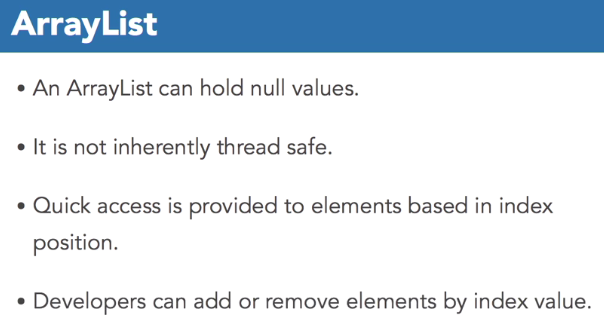 ArrayList
• An ArrayList can hold null values.
• It is not inherently thread safe.
• Quick access is provided to elements based in index
position.
• Developers can add or remove elements by index value.